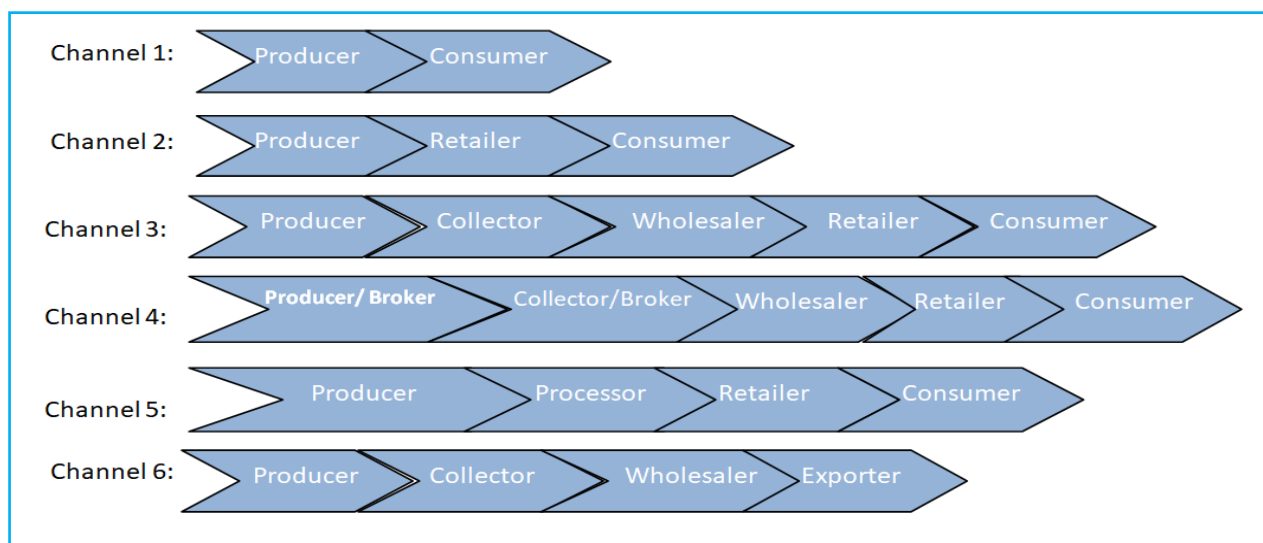 Channel 1: Producer Consumer
Channel 2: Producer Retailer Consumer
Channel 3: Producer Collector Wholesaler Retailer Consumer
Channel 4: Producer/ Broker Collector/Broker Wholesaler Retailer Consumer
Channel 5: Producer Processor Retailer Consumer
Channel 6: Producer Collector Wholesaler Exporter